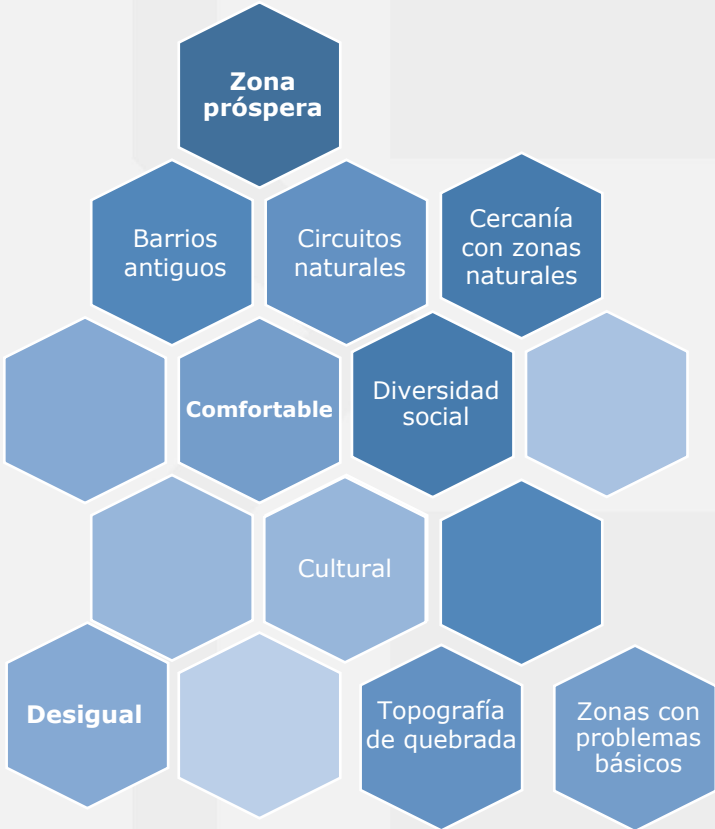 Zona
próspera
Barrios
antiguos
Circuitos
naturales
Cercanía
con zonas
naturales
Comfortable
Diversidad
social
Cultural
Desigual
Topografía
de quebrada
Zonas con
problemas
básicos